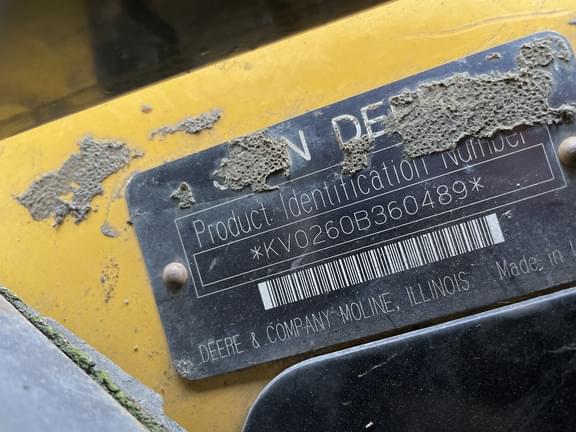 N DE
Product Identification Number
*KV0260B360489*
DEERE & COMPANY MOLINE, ILLINOIS Made in